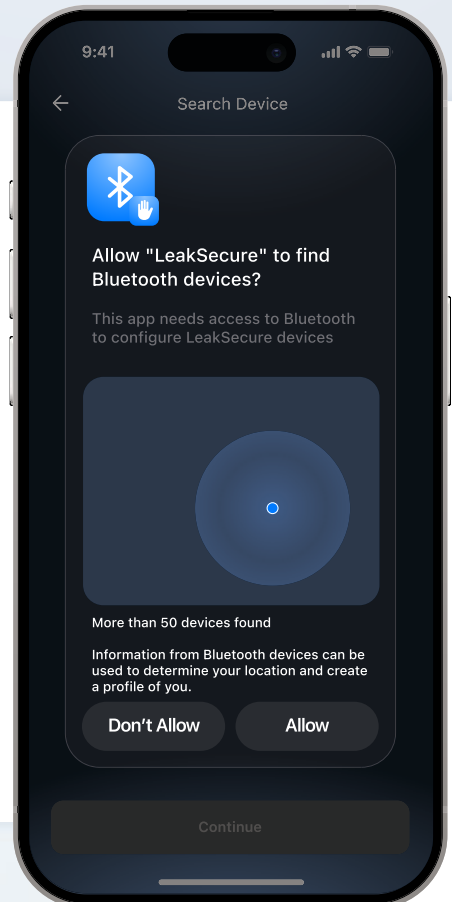 9:41
Search Device
Allow "LeakSecure" to find
Bluetooth devices?
This app needs access to Bluetooth
to configure LeakSecure devices
More than 50 devices found
Information from Bluetooth devices can be
used to determine your location and create
a profile of you.
Don’t Allow
Allow
Continue